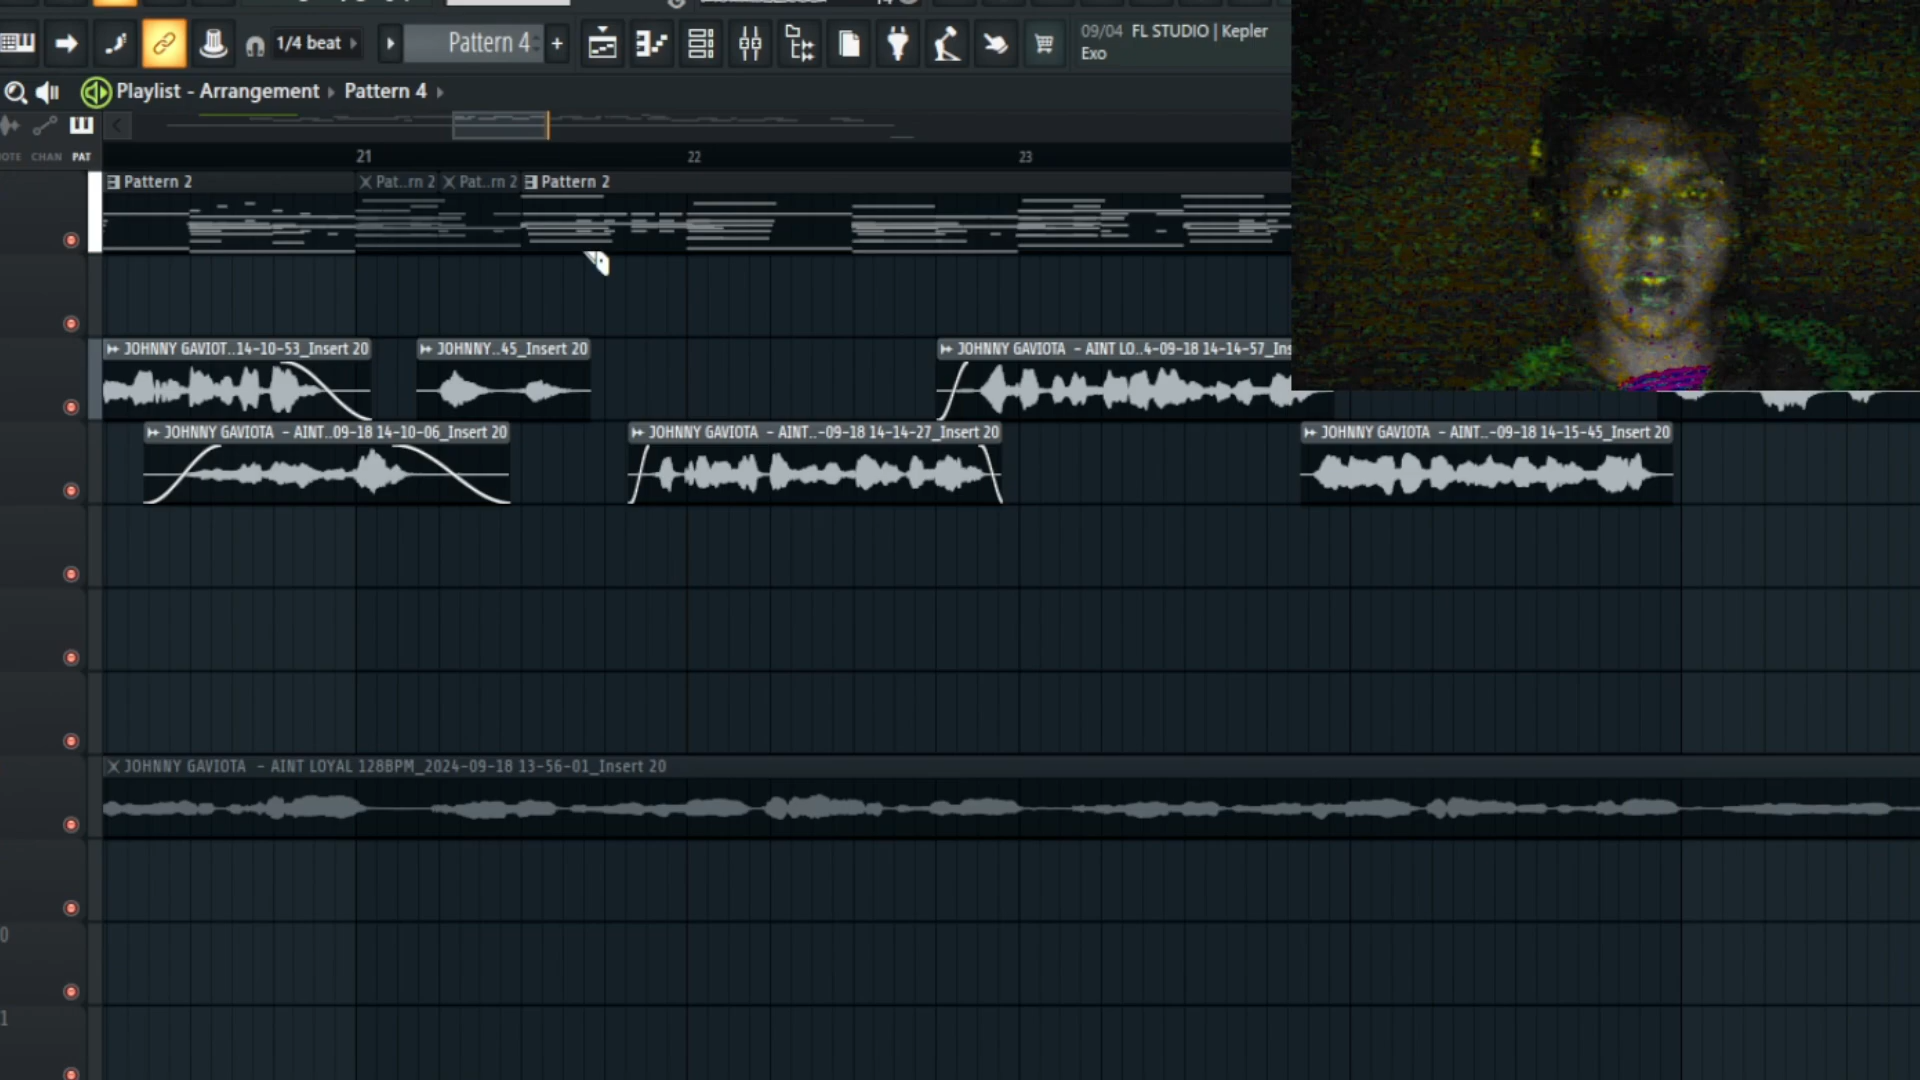 1/4 beat
Pattern 4
+
09/04 FL STUDIO | Kepler
Exo
Playlist - Arrangement
Pattern 4
CHAN
PAT
21
22
23
Pattern 2
Pat..rn 2
Pat..rn 2
Pattern 2
JOHNNY GAVIOT..14-10-53_Insert 20
JOHNNY..45_Insert 20
JOHNNY GAVIOTA - AINT LO..4-09-18 14-14-57_Ins
JOHNNY GAVIOTA - AINT..09-18 14-10-06_Insert 20
JOHNNY GAVIOTA - AINT..-09-18 14-14-27_Insert 20
JOHNNY GAVIOTA - AINT..-09-18 14-15-45_Insert 20
JOHNNY GAVIOTA - AINT LOYAL 128BPM_2024-09-18 13-56-01_Insert 20
0
1